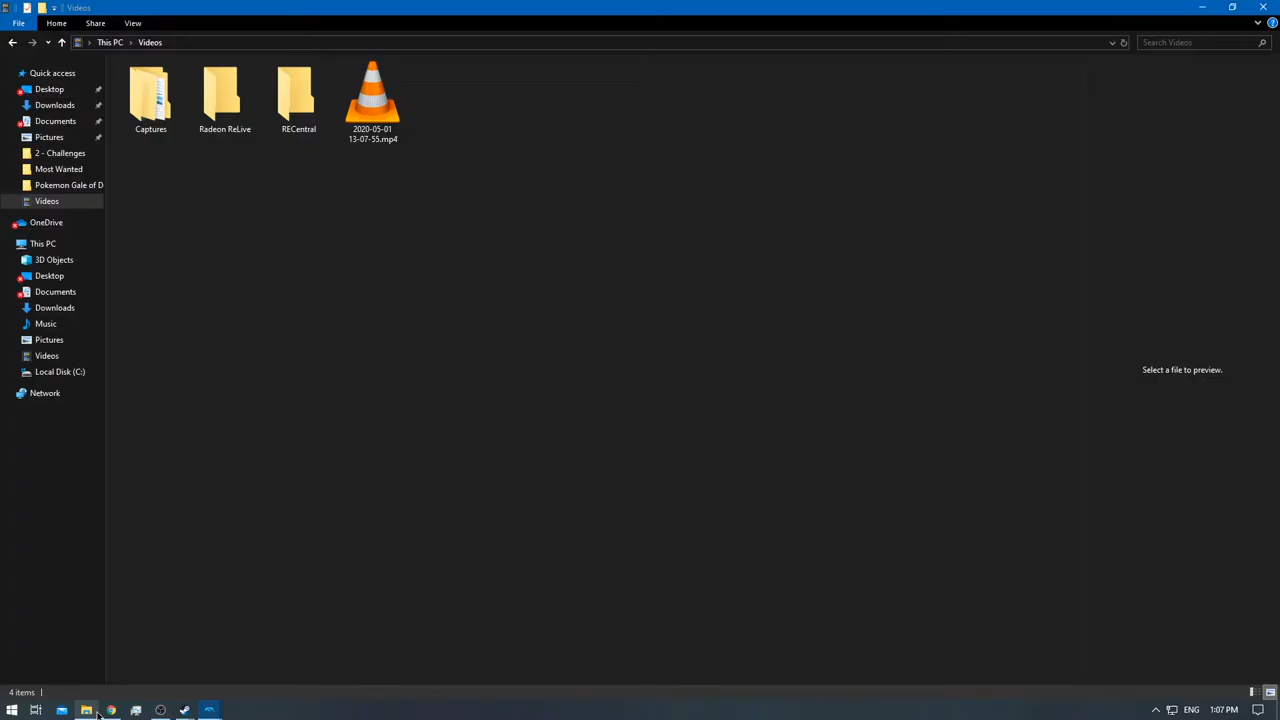 Videos
File
Home
Share
View
This PC
Videos
Search Videos
Quick access
Desktop
Downloads
Documents
Pictures
2 - Challenges
Most Wanted
Pokemon Gale of D
Videos
OneDrive
This PC
3D Objects
Desktop
Documents
Downloads
Music
Pictures
Videos
Local Disk (C:)
Network
Captures
Radeon ReLive
RECentral
2020-05-01
13-07-55.mp4
Select a file to preview.
4 items
ENG
1:07 PM